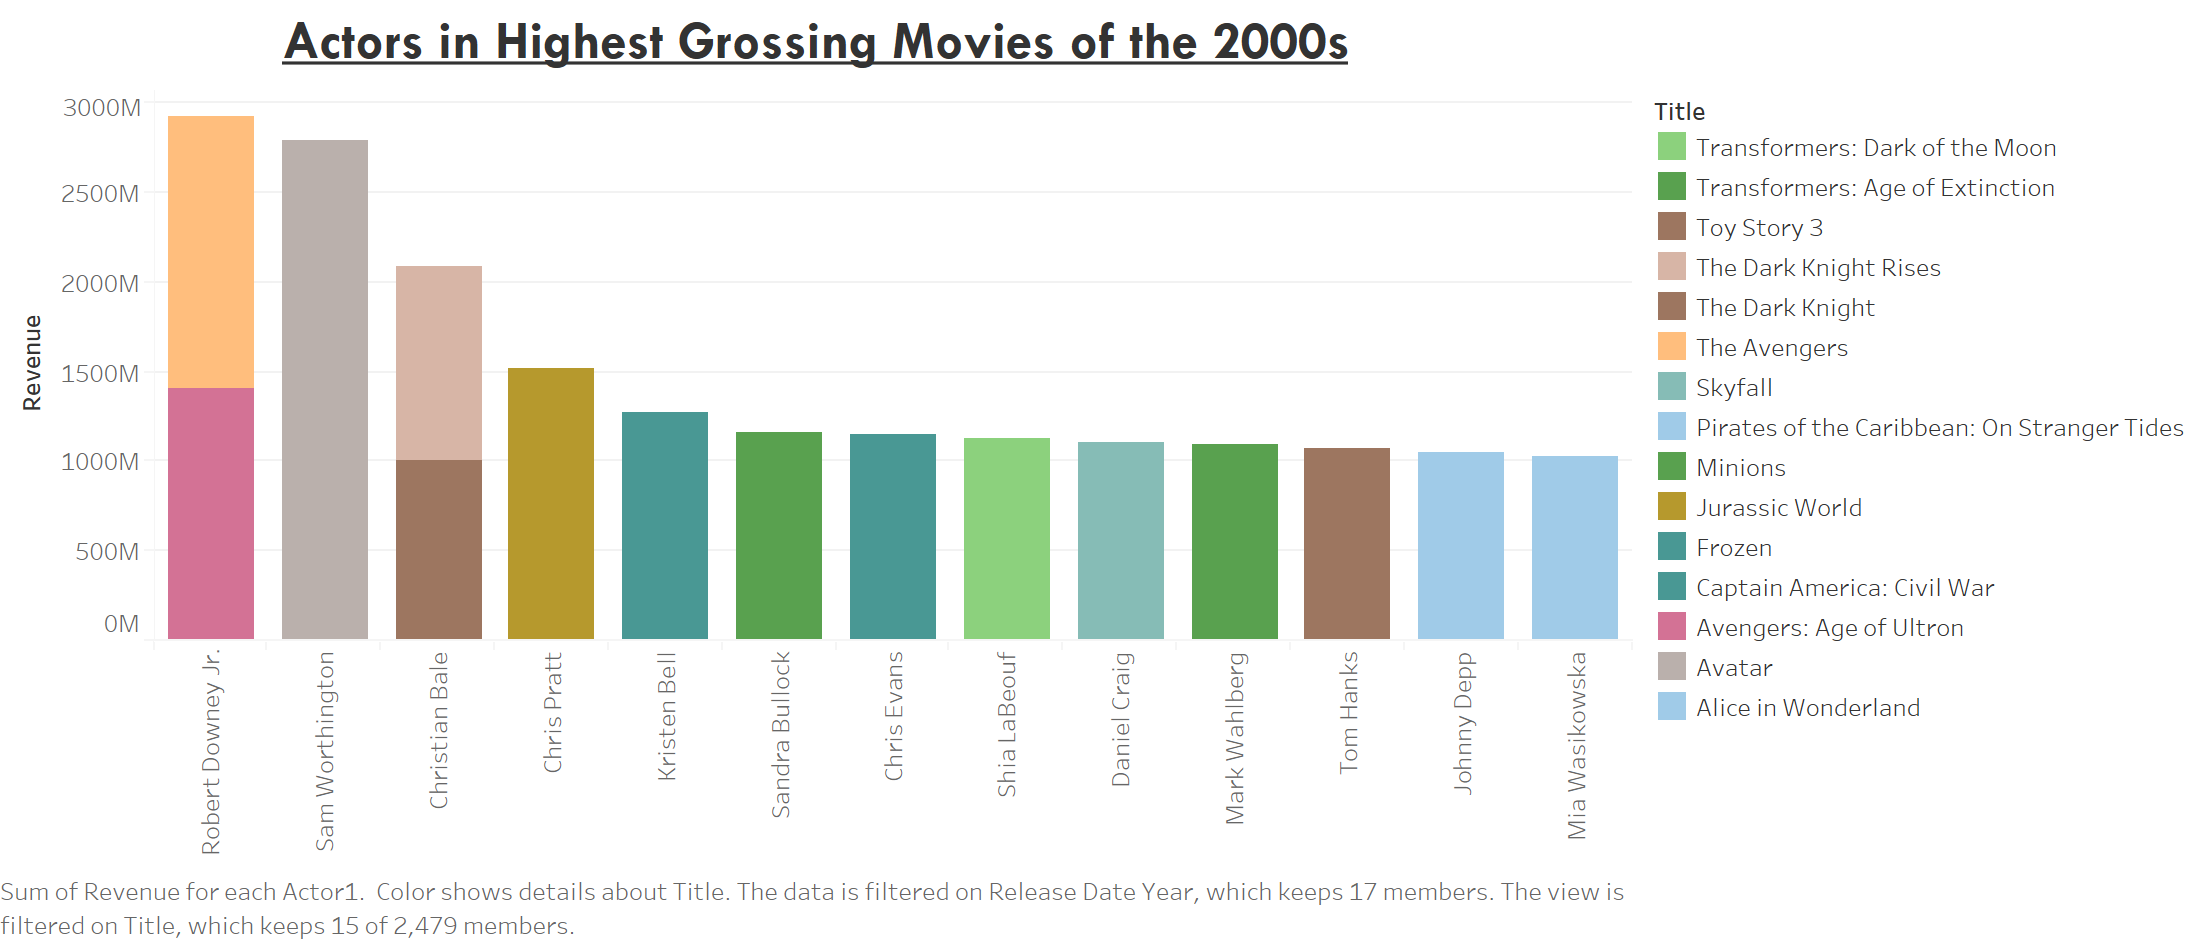 Actors in Highest Grossing Movies of the 2000s
3000M
2500M
2000M
1500M
1000M
500M
0M
Revenue
Robert Downey Jr.
Sam Worthington
Christian Bale
Chris Pratt
Kristen Bell
Sandra Bullock
Chris Evans
Shia LaBeouf
Daniel Craig
Mark Wahlberg
Tom Hanks
Johnny Depp
Mia Wasikowska
Title
Transformers: Dark of the Moon
Transformers: Age of Extinction
Toy Story 3
The Dark Knight Rises
The Dark Knight
The Avengers
Skyfall
Pirates of the Caribbean: On Stranger Tides
Minions
Jurassic World
Frozen
Captain America: Civil War
Avengers: Age of Ultron
Avatar
Alice in Wonderland
Sum of Revenue for each Actor1.  Color shows details about Title. The data is filtered on Release Date Year, which keeps 17 members. The view is
filtered on Title, which keeps 15 of 2,479 members.